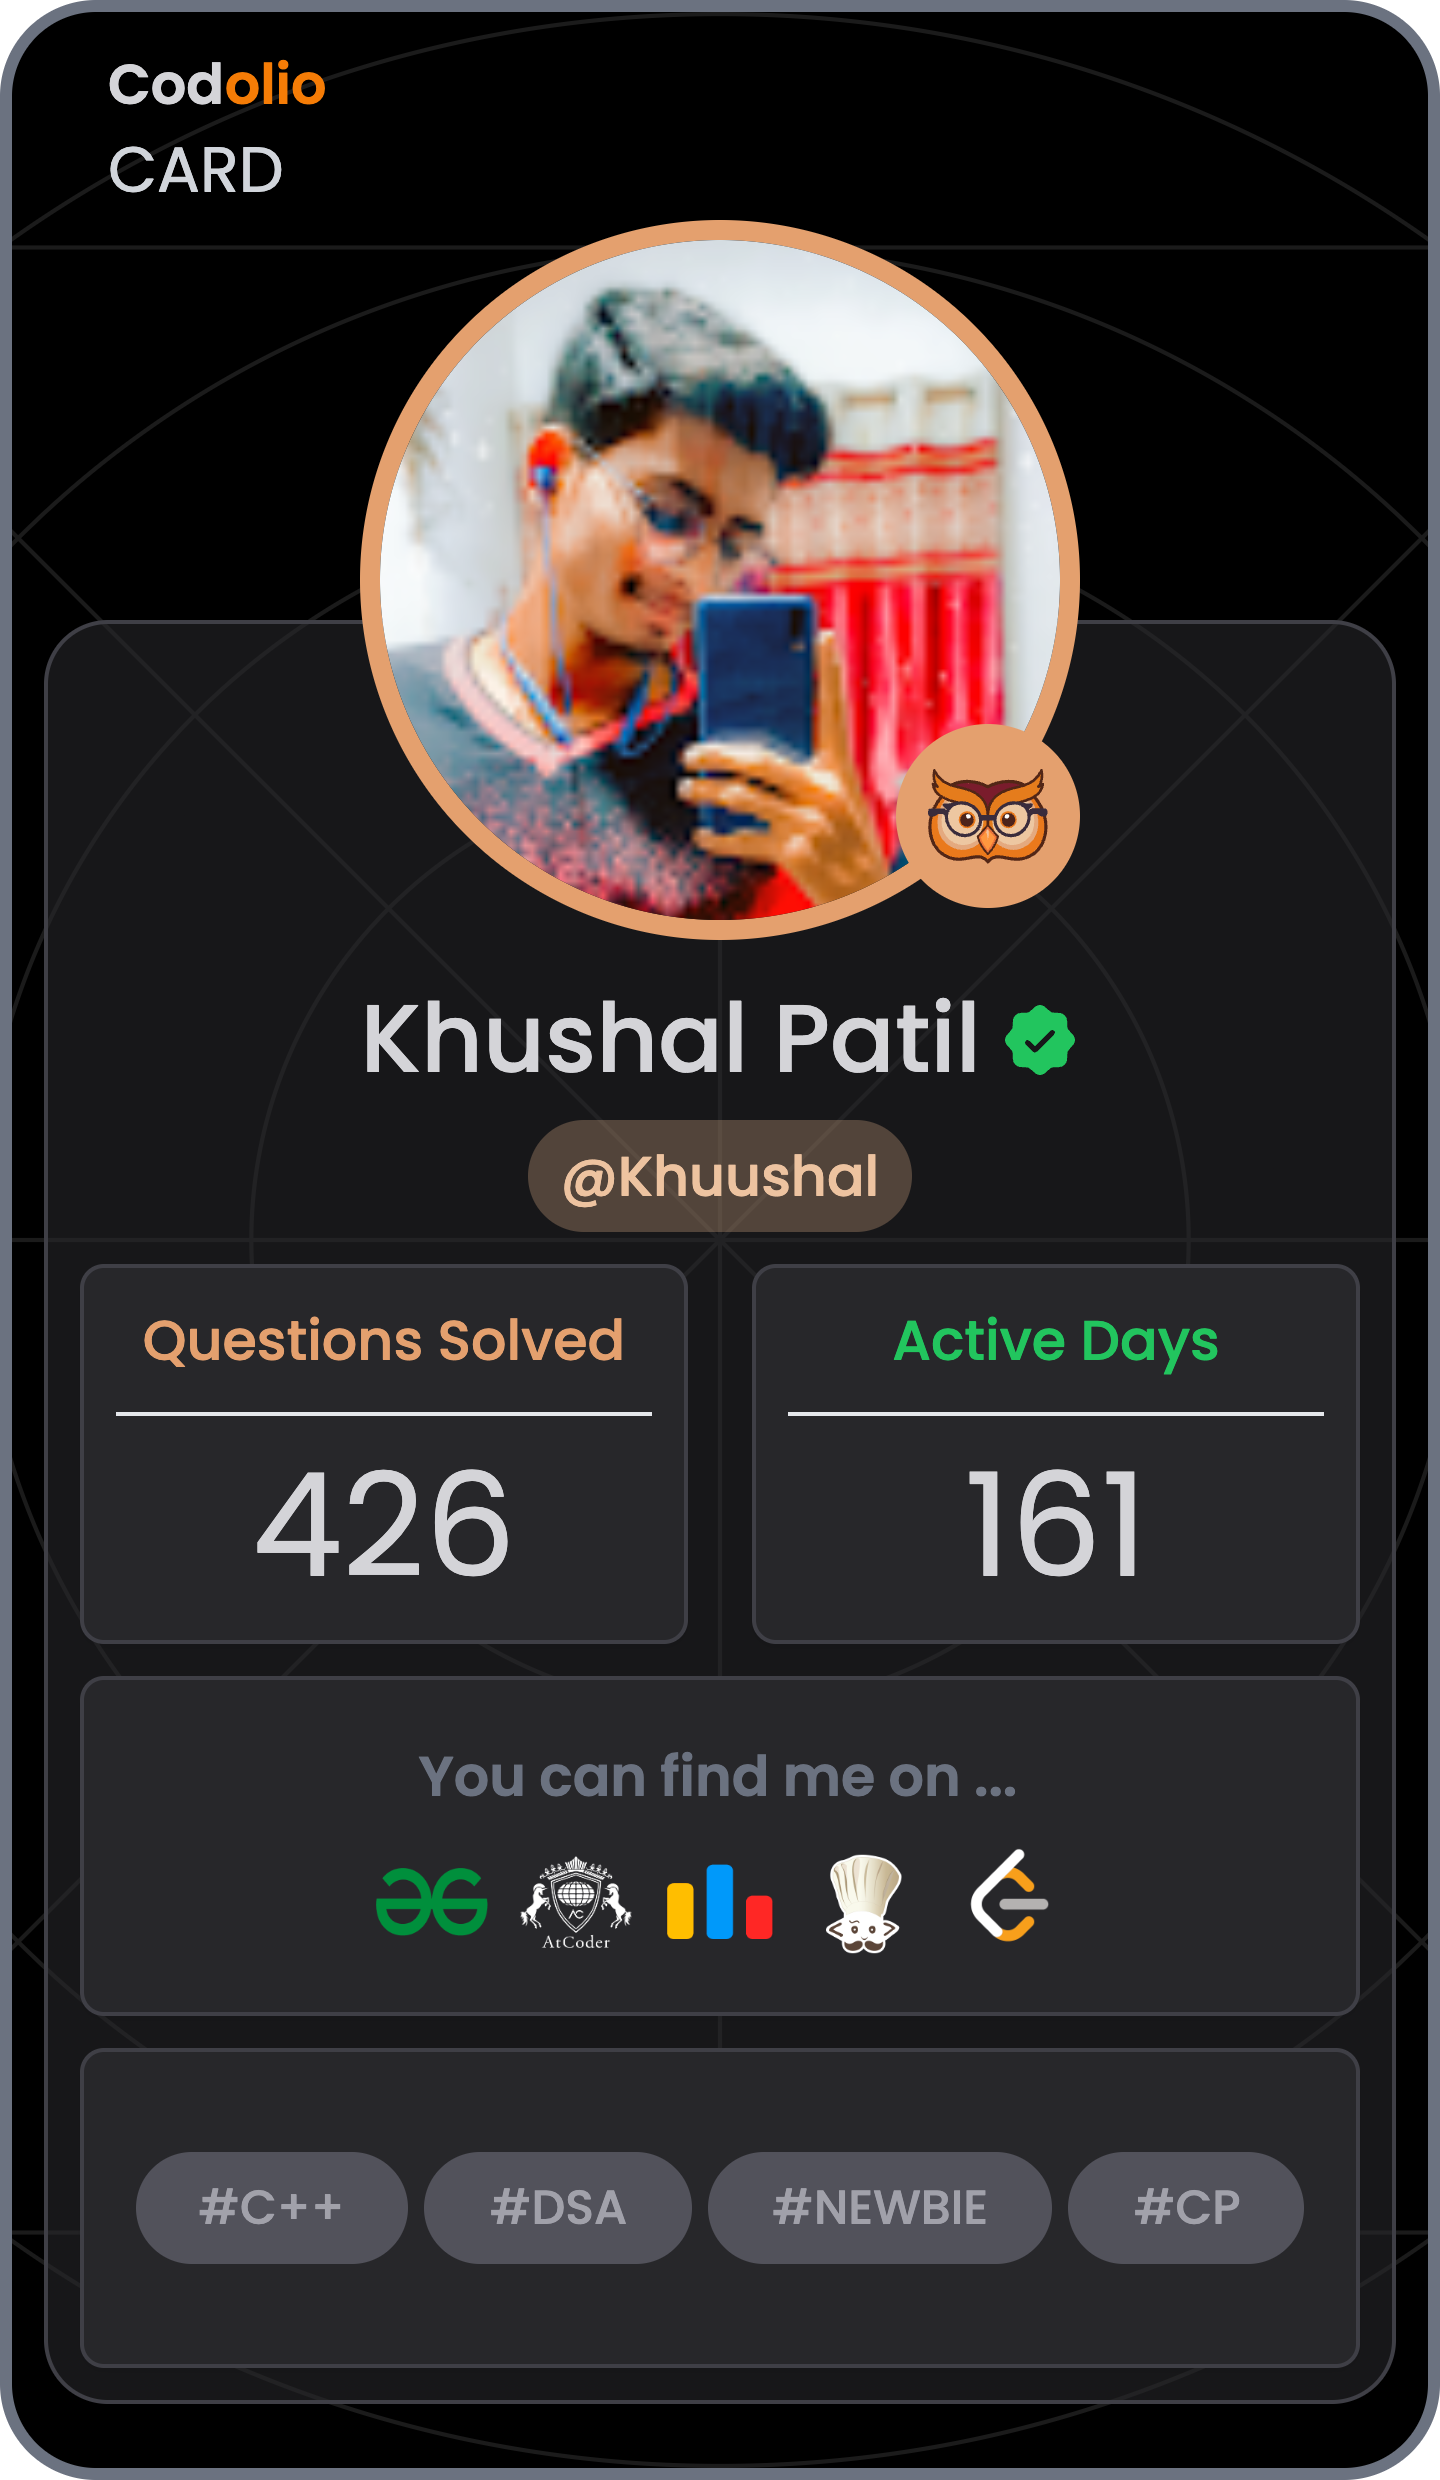 Codolio
CARD
Khushal Patil
@Khuushal
Questions Solved
Active Days
426
161
You can find me on ...
AC
AtCoder
#C++
#DSA
#NEWBIE
#CP